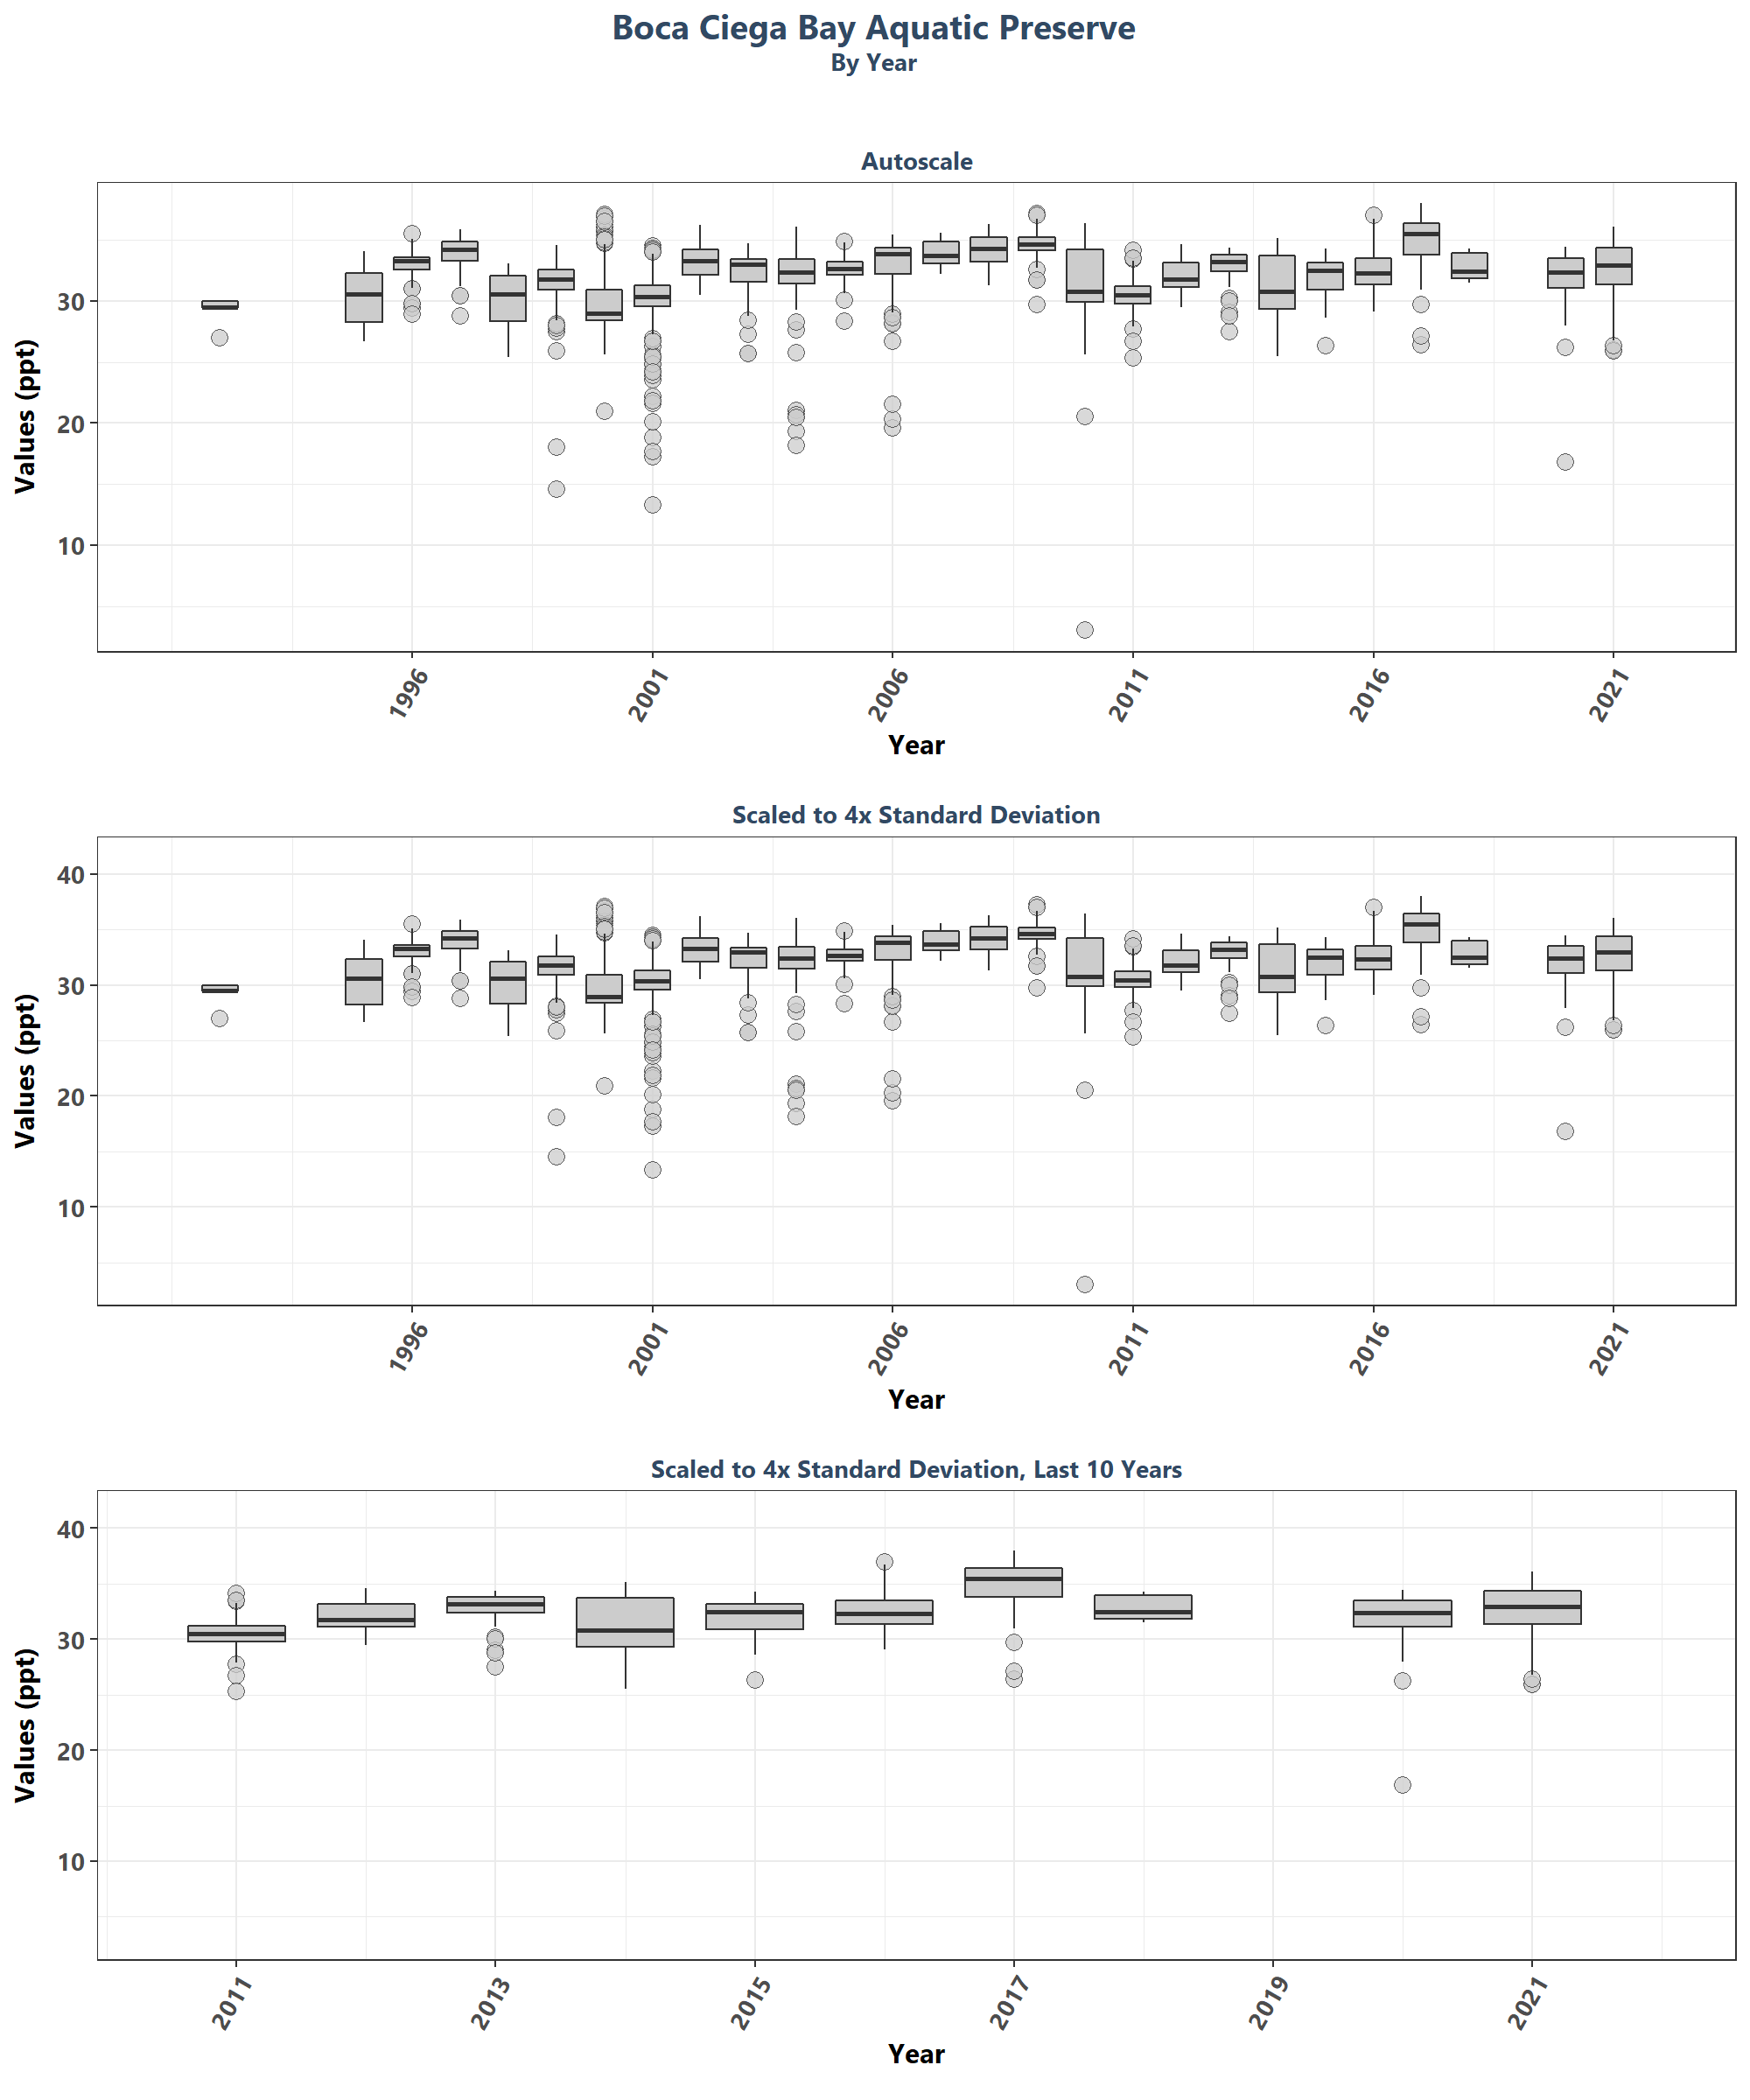 Boca Ciega Bay Aquatic Preserve
By Year
Autoscale
Values (ppt)
30
20
10
1996
2001
2006
2011
2016
2021
Year
Scaled to 4x Standard Deviation
Values (ppt)
40
30
20
10
1996
2001
2006
2011
2016
2021
Year
Scaled to 4x Standard Deviation, Last 10 Years
Values (ppt)
40
30
20
10
2011
2013
2015
2017
2019
2021
Year